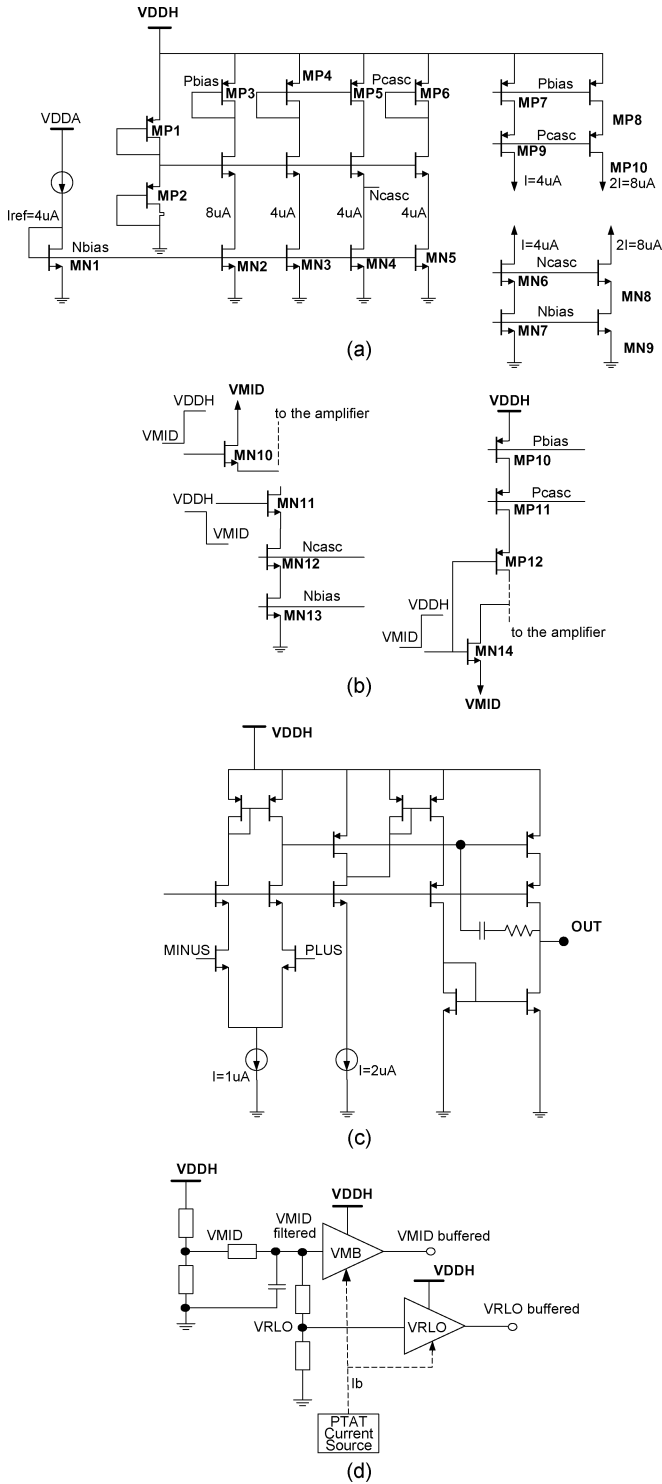 VDDH
MP4
Pbias
Pcasc
MP3
MP5
MP6
Pbias
MP7
MP8
VDDA
MP1
Pcasc
MP9
MP10
MP2
I=4uA
2I=8uA
Iref=4uA
8uA
4uA
4uA
Ncasc
4uA
Nbias
MN1
MN2
MN3
MN4
MN5
I=4uA
2I=8uA
Ncasc
MN6
MN8
Nbias
MN7
MN9
(a)
VMID
VDDH
to the amplifier
VMID
MN10
VDDH
MN11
VMID
Ncasc
MN12
Nbias
MN13
VDDH
Pbias
MP10
Pcasc
MP11
MP12
VDDH
to the amplifier
VMID
MN14
VMID
(b)
VDDH
OUT
MINUS
PLUS
I=1uA
I=2uA
(c)
VDDH
VMID
VMID
filtered
VDDH
VMB
VMID buffered
VDDH
VRLO
VRLO
VRLO buffered
Ib
PTAT
Current
Source
(d)